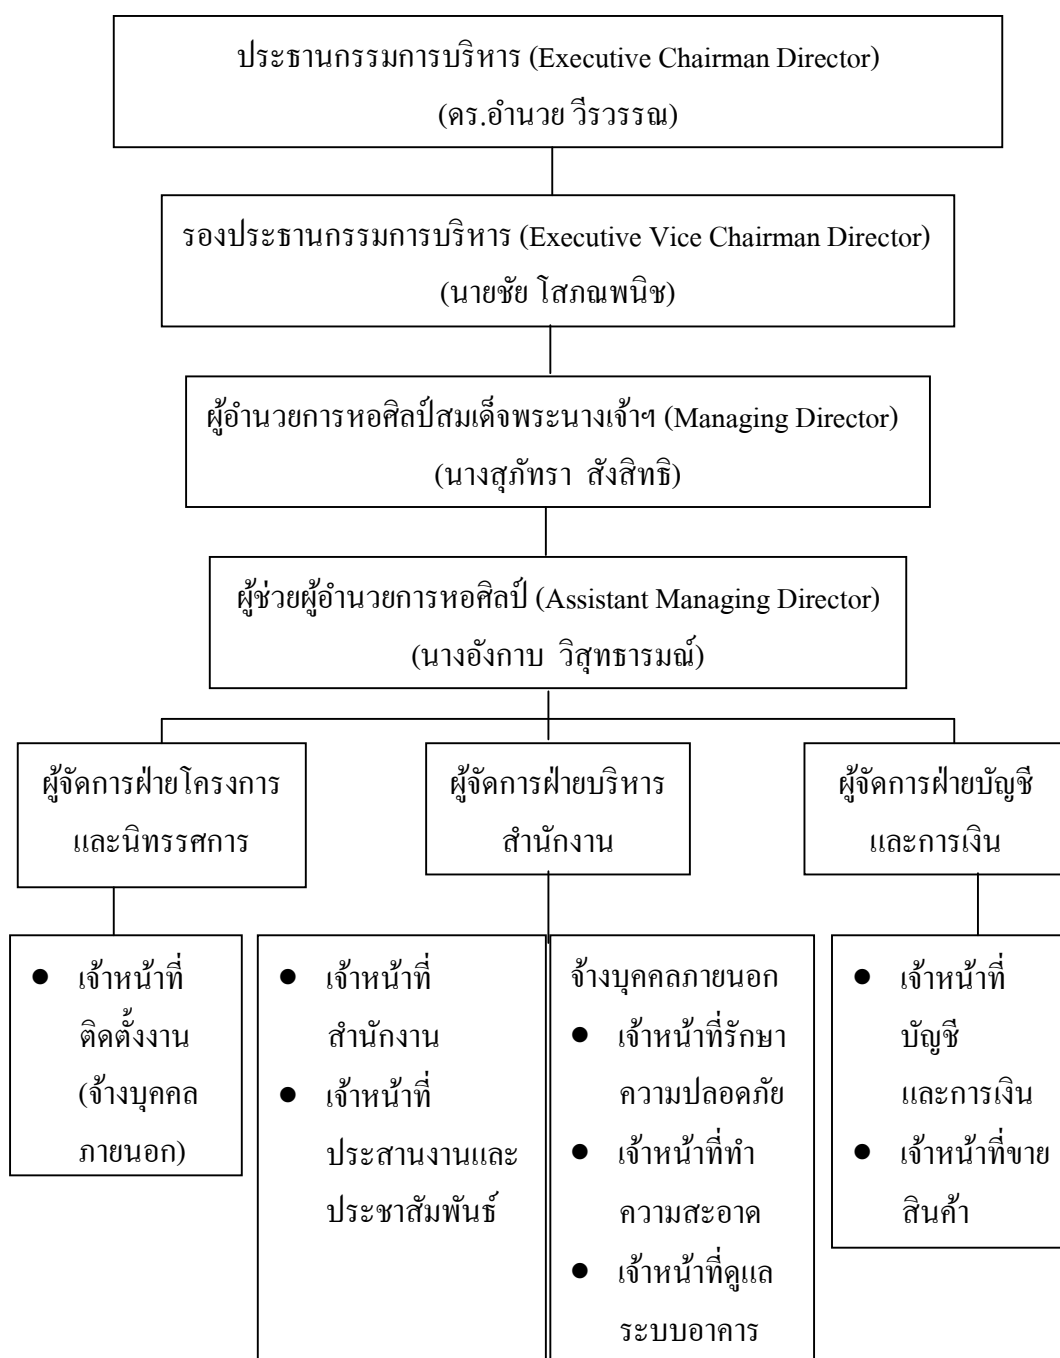 ประธานกรรมการบริหาร (Executive Chairman Director)
(ดร.อำนวย วีรวรรณ)
รองประธานกรรมการบริหาร (Executive Vice Chairman Director)
(นายชัย โสภณพนิช)
ผู้อำนวยการหอศิลป์สมเด็จพระนางเจ้าฯ (Managing Director)
(นางสุภัทรา สังสิทธิ)
ผู้ช่วยผู้อำนวยการหอศิลป์ (Assistant Managing Director)
(นางอังกาบ วิสุทธารมณ์)
ผู้จัดการฝ่ายโครงการ
และนิทรรศการ
ผู้จัดการฝ่ายบริหาร
สำนักงาน
ผู้จัดการฝ่ายบัญชี
และการเงิน
● เจ้าหน้าที่
ติดตั้งงาน
(จ้างบุคคล
ภายนอก)
● เจ้าหน้าที่
สำนักงาน
● เจ้าหน้าที่
ประสานงานและ
ประชาสัมพันธ์
จ้างบุคคลภายนอก
● เจ้าหน้าที่รักษา
ความปลอดภัย
● เจ้าหน้าที่ทำ
ความสะอาด
● เจ้าหน้าที่ดูแล
ระบบอาคาร
● เจ้าหน้าที่
บัญชี
และการเงิน
● เจ้าหน้าที่ขาย
สินค้า